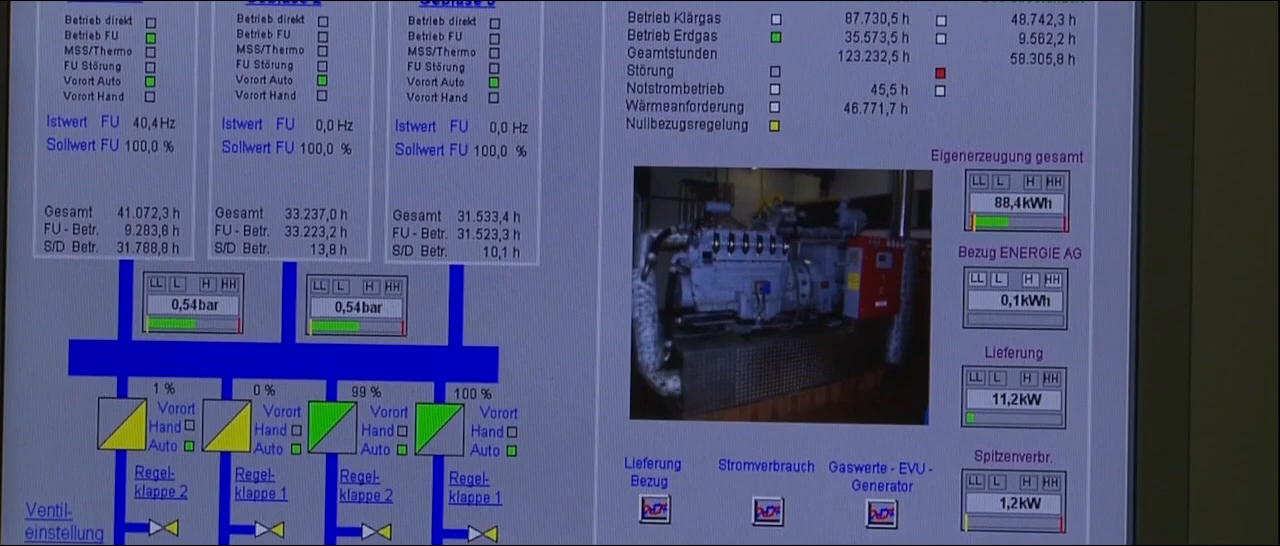 Gebläse 2
Gebläse 3
Betrieb direkt
Betrieb FU
MSS/Thermo
FU Störung
Vorort Auto
Vorort Hand
Istwert FU 40,4Hz
Sollwert FU 100,0 %
Gesamt 41.072,3 h
FU - Betr. 9.283,8 h
S/D Betr. 31.788,8 h
Betrieb direkt
Betrieb FU
MSS/Thermo
FU Störung
Vorort Auto
Vorort Hand
Istwert FU 0,0 Hz
Sollwert FU 100,0 %
Gesamt 33.237,0 h
FU - Betr. 33.223,2 h
S/D Betr. 13,8 h
Betrieb direkt
Betrieb FU
MSS/Thermo
FU Störung
Vorort Auto
Vorort Hand
Istwert FU 0,0 Hz
Sollwert FU 100,0 %
Gesamt 31.533,4 h
FU - Betr. 31.523,3 h
S/D Betr. 10,1 h
LL L H HH
0,54bar
LL L H HH
0,54bar
1 %
Vorort
Hand
Auto
Regel-
klappe 2
0 %
Vorort
Hand
Auto
Regel-
klappe 1
99 %
Vorort
Hand
Auto
Regel-
klappe 2
100 %
Vorort
Hand
Auto
Regel-
klappe 1
Ventil-
einstellung
Betrieb Klärgas 87.730,5 h 48.742,3 h
Betrieb Erdgas 35.573,5 h 9.562,2 h
Geamtstunden 123.232,5 h 58.305,8 h
Störung
Notstrombetrieb 45,5 h
Wärmeanforderung 46.771,7 h
Nullbezugsregelung
Eigenerzeugung gesamt
LL L H HH
88,4kWh
Bezug ENERGIE AG
LL L H HH
0,1kWh
Lieferung
LL L H HH
11,2kW
Spitzenverbr.
LL L H HH
1,2kW
Lieferung
Bezug
Stromverbrauch
Gaswerte - EVU -
Generator